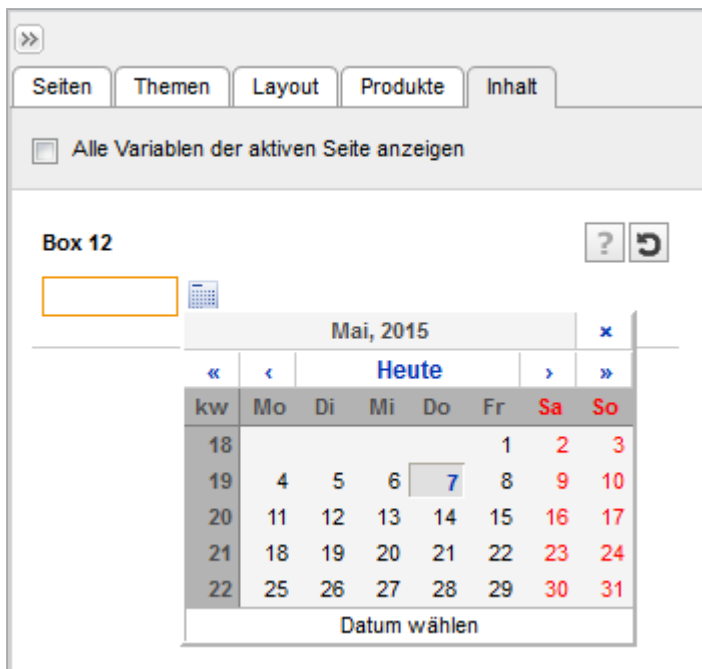 Seiten Themen Layout Produkte Inhalt
Alle Variablen der aktiven Seite anzeigen
Box 12 ?
Mai, 2015 ×
« ‹ Heute › »
kw Mo Di Mi Do Fr Sa So
18 1 2 3
19 4 5 6 7 8 9 10
20 11 12 13 14 15 16 17
21 18 19 20 21 22 23 24
22 25 26 27 28 29 30 31
Datum wählen